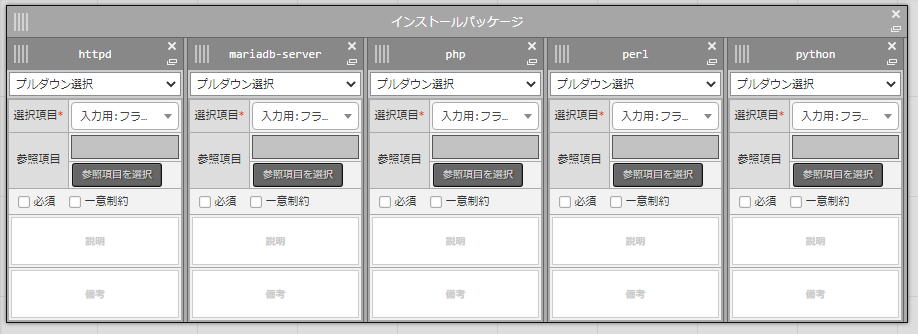 インストールパッケージ
httpd mariadb-server php perl python
プルダウン選択 プルダウン選択 プルダウン選択 プルダウン選択 プルダウン選択
選択項目* 入力用:フラ... 選択項目* 入力用:フラ... 選択項目* 入力用:フラ... 選択項目* 入力用:フラ... 選択項目* 入力用:フラ...
参照項目 参照項目 参照項目 参照項目 参照項目
参照項目を選択 参照項目を選択 参照項目を選択 参照項目を選択 参照項目を選択
必須 一意制約 必須 一意制約 必須 一意制約 必須 一意制約 必須 一意制約
説明 説明 説明 説明 説明
備考 備考 備考 備考 備考